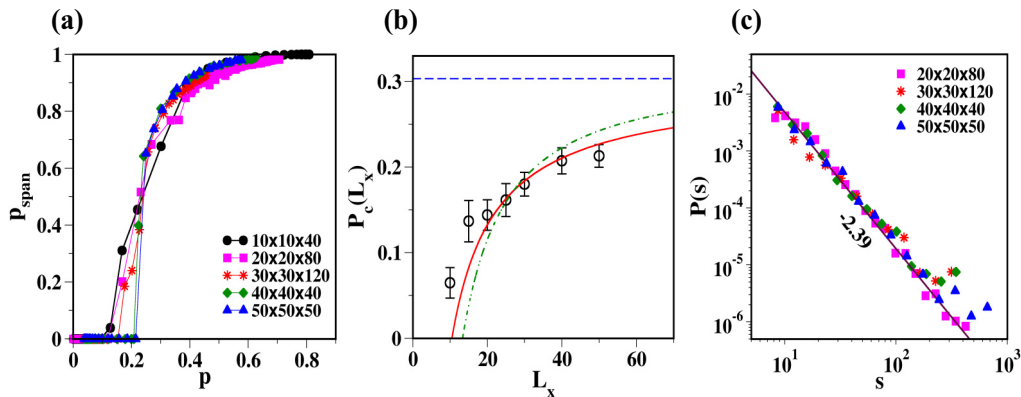 (a)
1
0.8
0.6
0.4
0.2
0
p_span
0 0.2 0.4 0.6 0.8 1
p
10x10x40
20x20x80
30x30x120
40x40x40
50x50x50
(b)
0.3
0.2
0.1
0
P_c(L_x)
0 20 40 60
L_x
(c)
10^-2
10^-3
10^-4
10^-5
10^-6
P(s)
10^1 10^2 10^3
s
20x20x80
30x30x120
40x40x40
50x50x50
-2.39